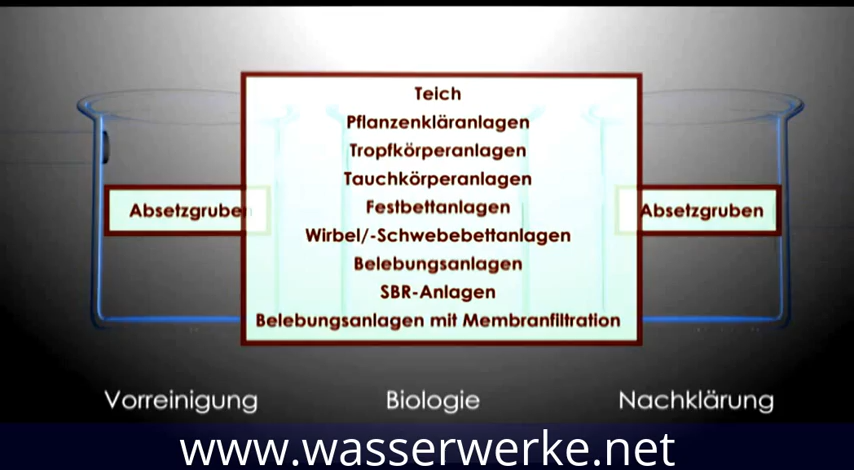 Teich
Pflanzenkläranlagen
Tropfkörperanlagen
Tauchkörperanlagen
Absetzgruben
Festbettanlagen
Absetzgruben
Wirbel/-Schwebebettanlagen
Belebungsanlagen
SBR-Anlagen
Belebungsanlagen mit Membranfiltration
Vorreinigung
Biologie
Nachklärung
www.wasserwerke.net